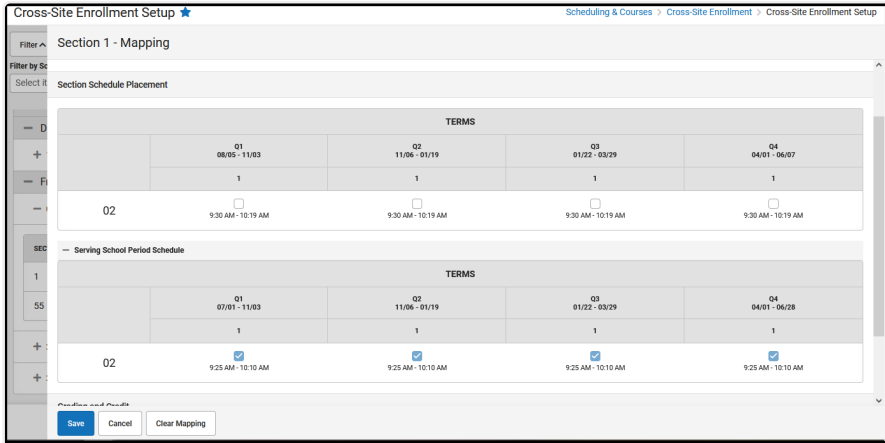 Cross-Site Enrollment Setup
Scheduling & Courses > Cross-Site Enrollment > Cross-Site Enrollment Setup
Filter
Section 1 - Mapping
Filter by Sc
Select it
Section Schedule Placement
TERMS
Q1 Q2 Q3 Q4
08/05 - 11/03 11/06 - 01/19 01/22 - 03/29 04/01 - 06/07
1 1 1 1
02
9:30 AM - 10:19 AM 9:30 AM - 10:19 AM 9:30 AM - 10:19 AM 9:30 AM - 10:19 AM
D
Fr
SEC
1
55
Serving School Period Schedule
TERMS
Q1 Q2 Q3 Q4
07/01 - 11/03 11/06 - 01/19 01/22 - 03/29 04/01 - 06/28
1 1 1 1
02
9:25 AM - 10:10 AM 9:25 AM - 10:10 AM 9:25 AM - 10:10 AM 9:25 AM - 10:10 AM
Grading and Credit
Save Cancel Clear Mapping